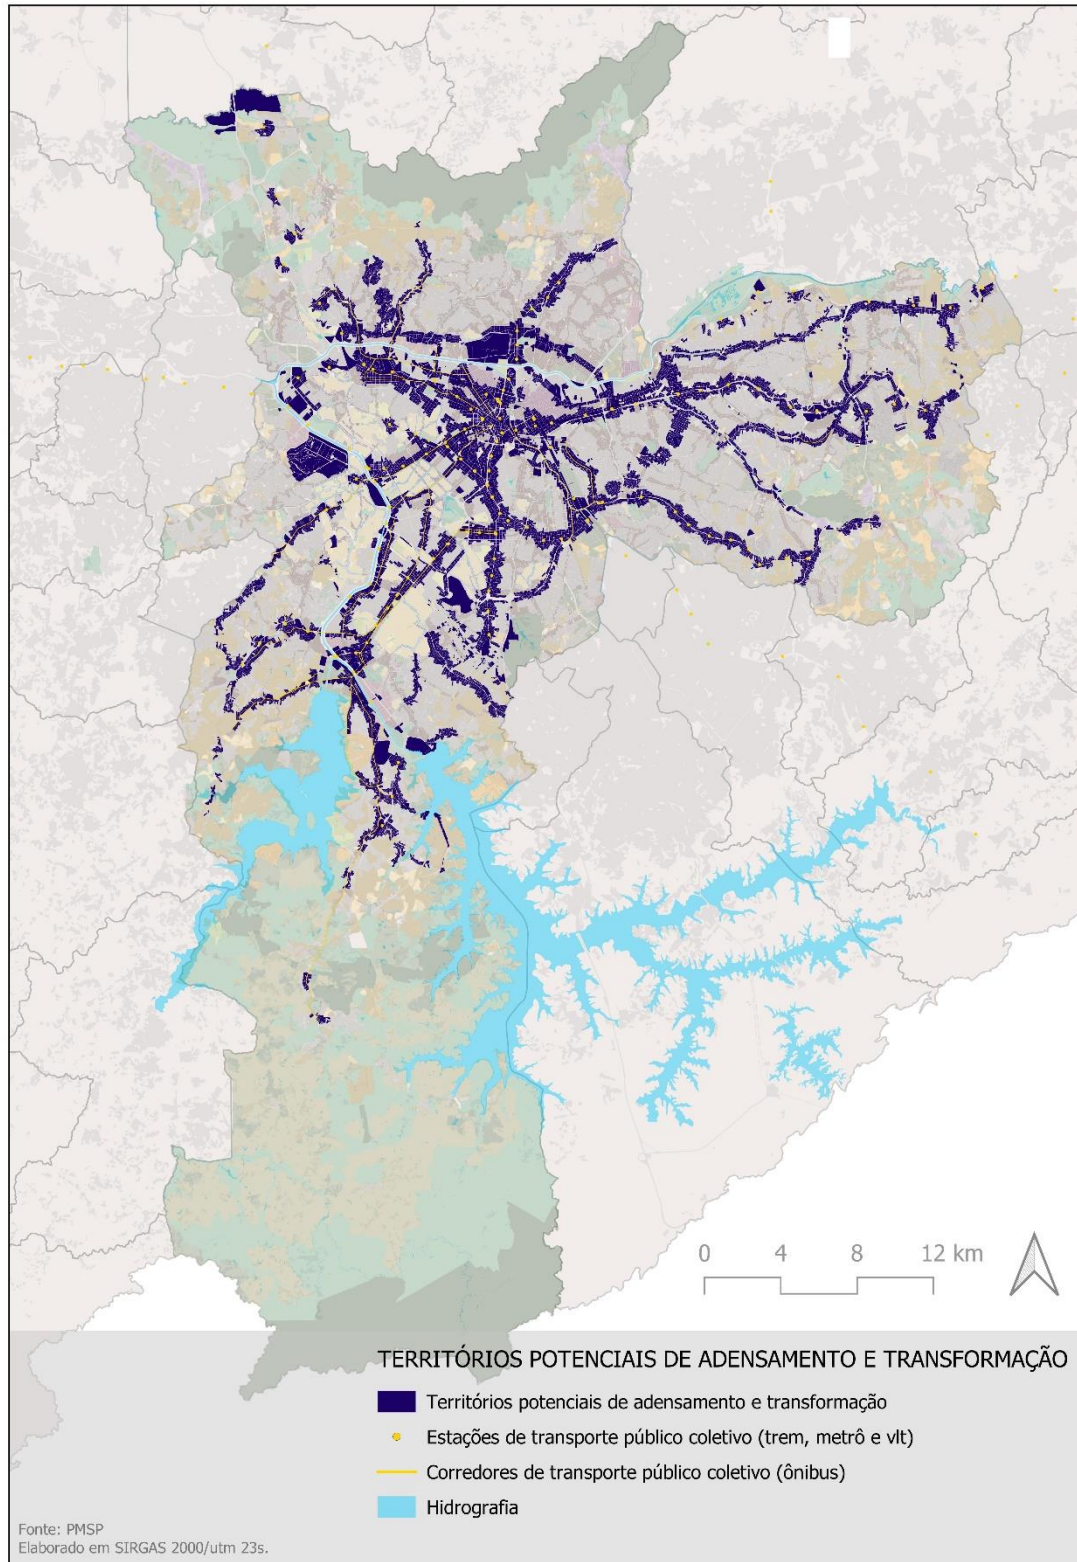 0 4 8 12 km
TERRITÓRIOS POTENCIAIS DE ADENSAMENTO E TRANSFORMAÇÃO
Territórios potenciais de adensamento e transformação
Estações de transporte público coletivo (trem, metrô e vlt)
Corredores de transporte público coletivo (ônibus)
Hidrografia
Fonte: PMSP
Elaborado em SIRGAS 2000/utm 23s.